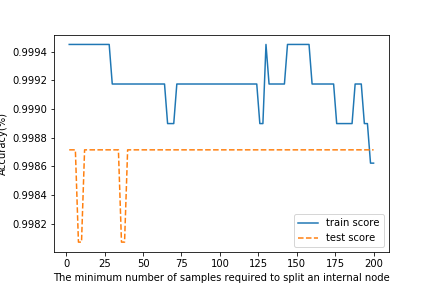 0.9994
0.9992
0.9990
0.9988
0.9986
0.9984
0.9982
Accuracy(%)
0 25 50 75 100 125 150 175 200
The minimum number of samples required to split an internal node
train score
test score